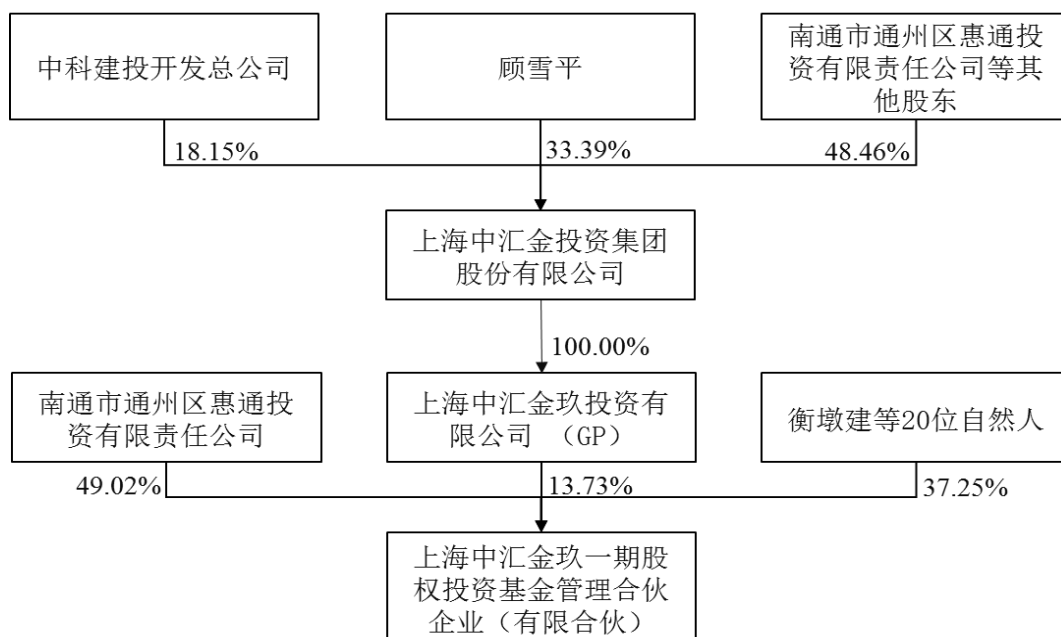 中科建投开发总公司
顾雪平
南通市通州区惠通投
资有限责任公司等其
他股东
18.15%
33.39%
48.46%
上海中汇金投资集团
股份有限公司
100.00%
南通市通州区惠通投
资有限责任公司
上海中汇金玖投资有
限公司 （GP）
衡墩建等20位自然人
49.02%
13.73%
37.25%
上海中汇金玖一期股
权投资基金管理合伙
企业（有限合伙）